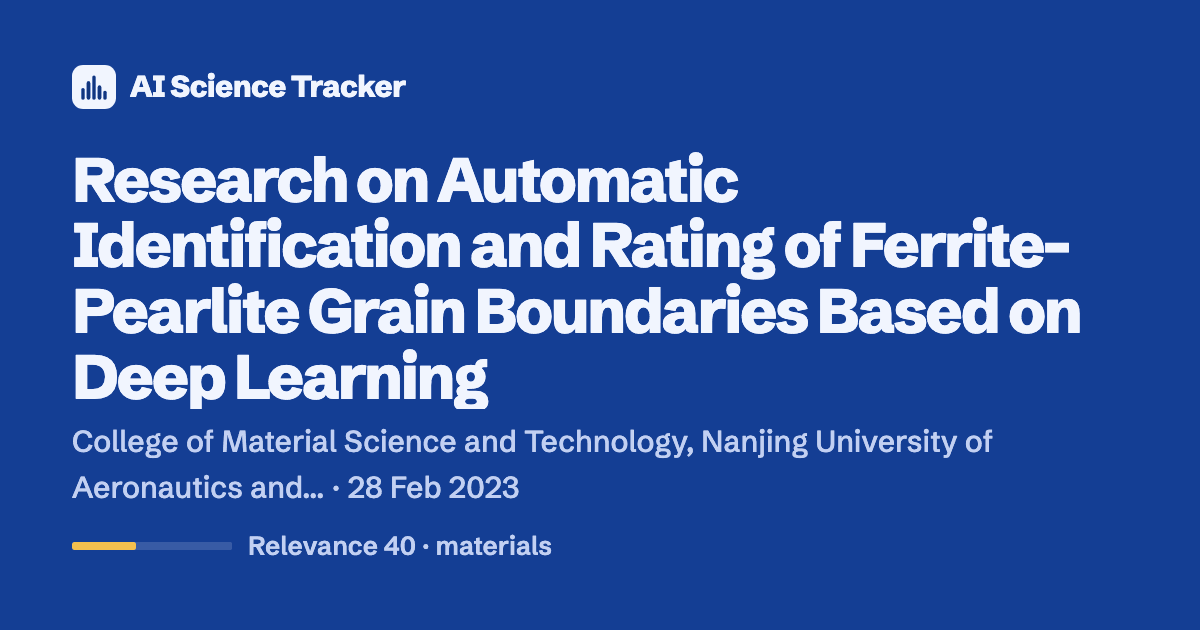 AI Science Tracker
Research on Automatic
Identification and Rating of Ferrite-
Pearlite Grain Boundaries Based on
Deep Learning
College of Material Science and Technology, Nanjing University of
Aeronautics and... · 28 Feb 2023
Relevance 40 · materials